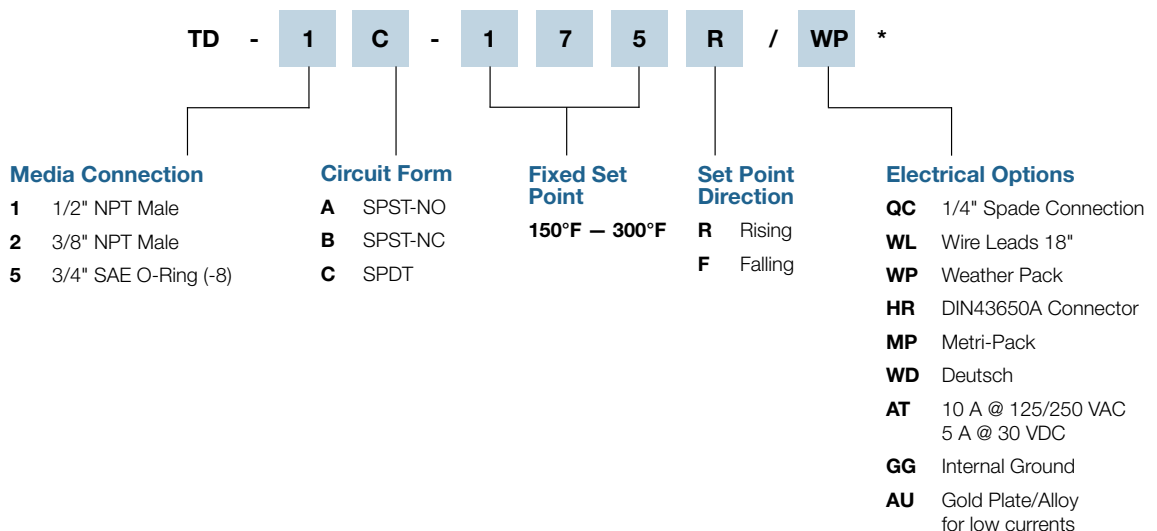 TD - 1 C - 1 7 5 R / WP *
Media Connection
1 1/2" NPT Male
2 3/8" NPT Male
5 3/4" SAE O-Ring (-8)
Circuit Form
A SPST-NO
B SPST-NC
C SPDT
Fixed Set
Point
150°F — 300°F
Set Point
Direction
R Rising
F Falling
Electrical Options
QC 1/4" Spade Connection
WL Wire Leads 18"
WP Weather Pack
HR DIN43650A Connector
MP Metri-Pack
WD Deutsch
AT 10 A @ 125/250 VAC
5 A @ 30 VDC
GG Internal Ground
AU Gold Plate/Alloy
for low currents